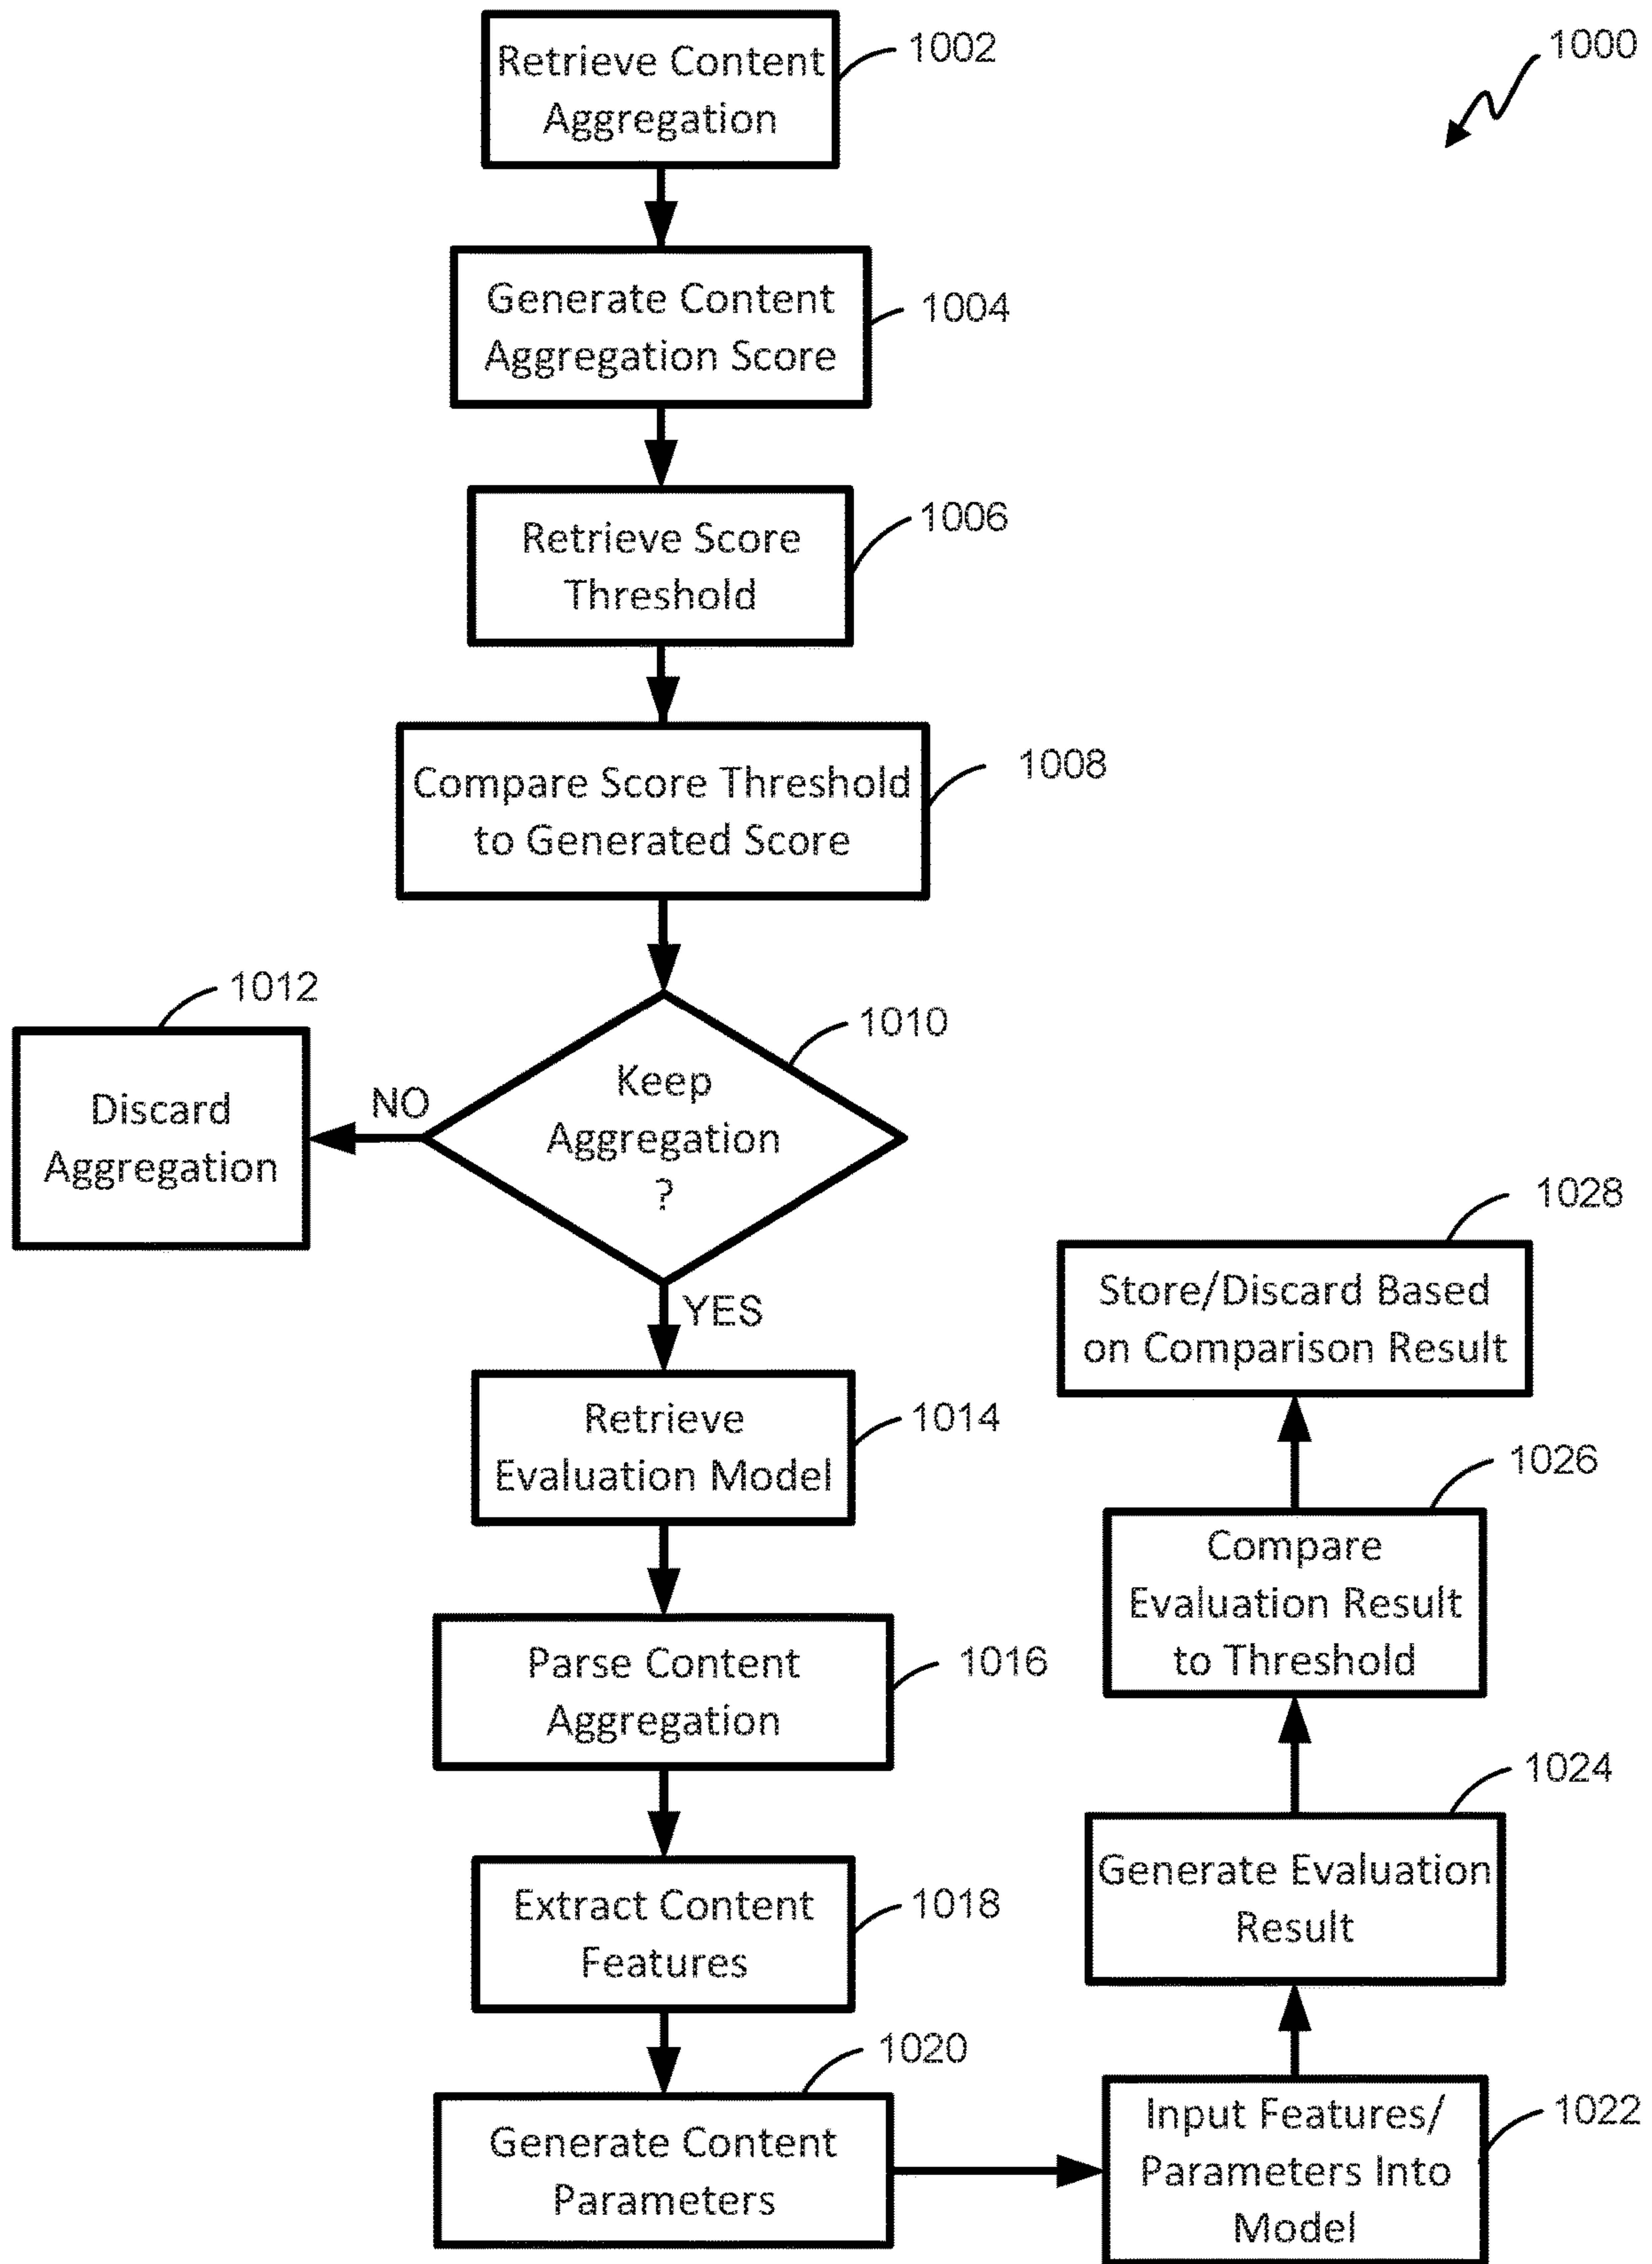 Retrieve Content
Aggregation
1002
1000
Generate Content
Aggregation Score
1004
Retrieve Score
Threshold
1006
Compare Score Threshold
to Generated Score
1008
Keep
Aggregation
?
1010
NO
Discard
Aggregation
1012
YES
Retrieve
Evaluation Model
1014
Parse Content
Aggregation
1016
Extract Content
Features
1018
Generate Content
Parameters
1020
Input Features/
Parameters Into
Model
1022
Generate Evaluation
Result
1024
Compare
Evaluation Result
to Threshold
1026
Store/Discard Based
on Comparison Result
1028